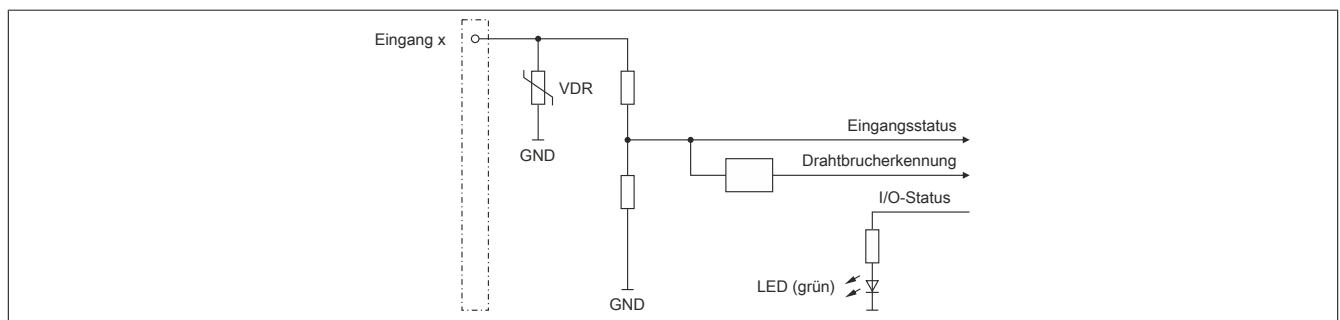 Eingang x
VDR
GND
Eingangsstatus
Drahtbrucherkennung
I/O-Status
LED (grün)
GND